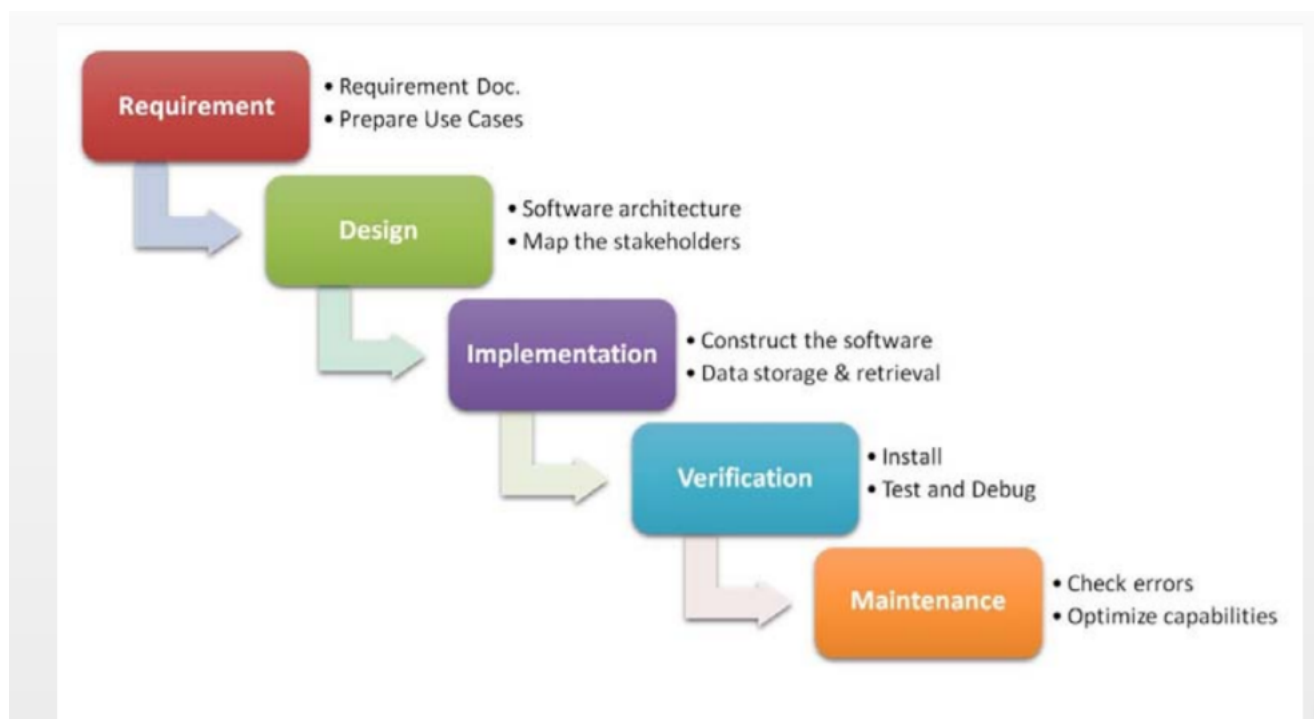 Requirement
• Requirement Doc.
• Prepare Use Cases
Design
• Software architecture
• Map the stakeholders
Implementation
• Construct the software
• Data storage & retrieval
Verification
• Install
• Test and Debug
Maintenance
• Check errors
• Optimize capabilities